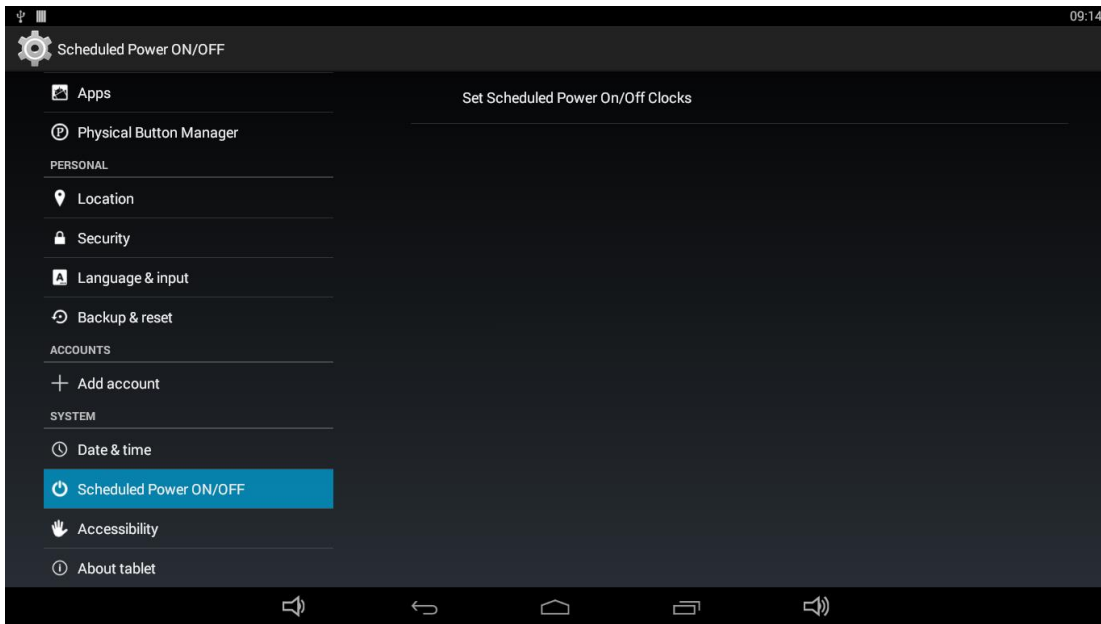 09:14
Scheduled Power ON/OFF
Apps
Physical Button Manager
PERSONAL
Location
Security
Language & input
Backup & reset
ACCOUNTS
Add account
SYSTEM
Date & time
Scheduled Power ON/OFF
Accessibility
About tablet
Set Scheduled Power On/Off Clocks